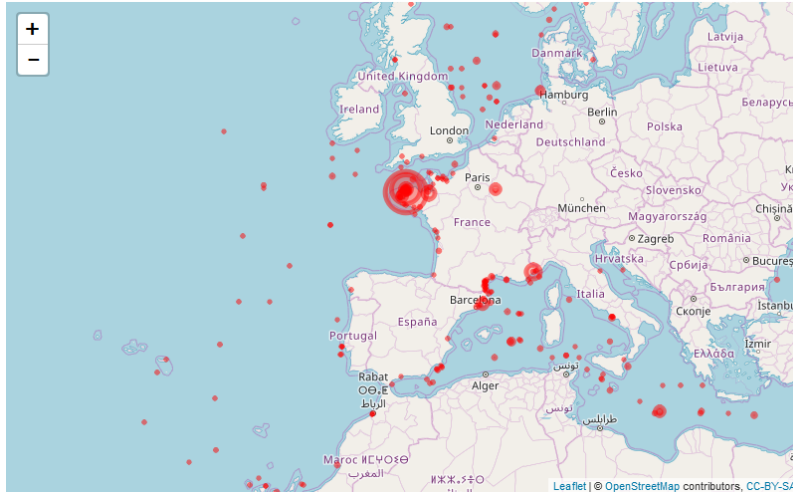 +
−
Latvija
Danmark
Lietuva
United Kingdom
Hamburg
Ireland
Беларусь
Berlin
London
Nederland
Polska
Deutschland
Paris
Česko
Slovensko
München
Magyarország
Chișină
France
Zagreb
România
Hrvatska
Србија
Bucureș
България
Barcelona
Italia
Скопје
Istanbu
España
Portugal
İzmir
Ελλάδα
تونس
Rabat
ⵔⴱⴰⵟ
الرباط
Alger
تونس
طرابلس
Maroc ⵍⵎⵖⵔⵉⴱ
المغرب
Leaflet | © OpenStreetMap contributors, CC-BY-SA